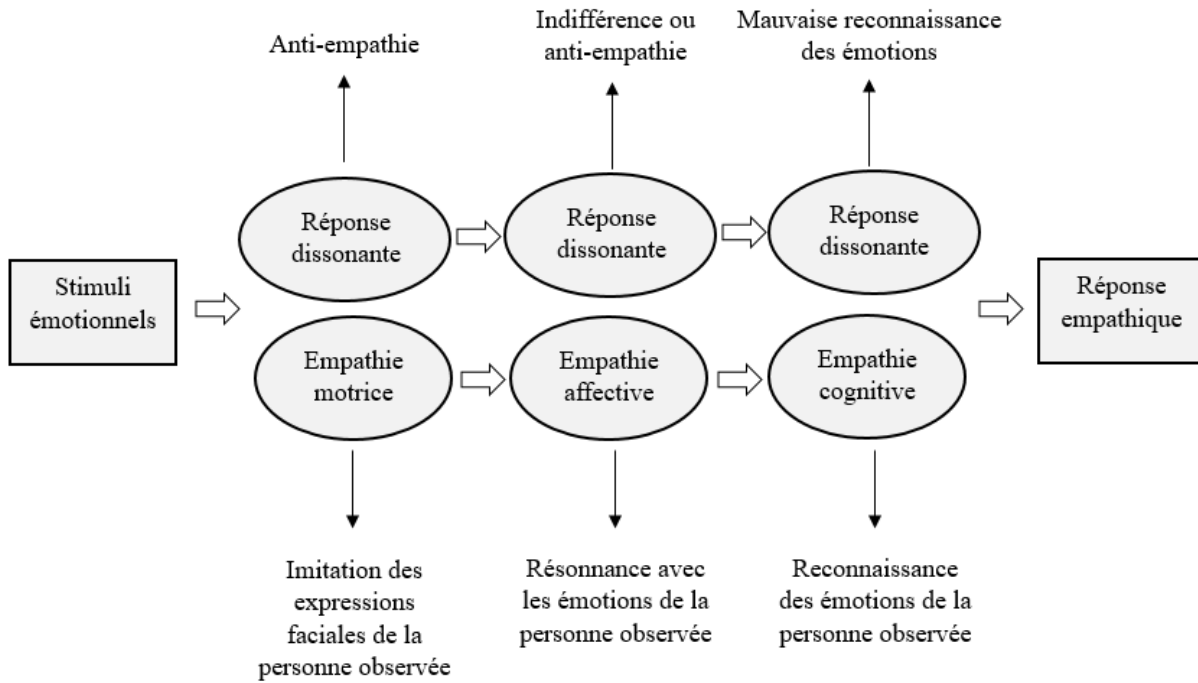 Anti-empathie
Indifférence ou
anti-empathie
Mauvaise reconnaissance
des émotions
Réponse
dissonante
Réponse
dissonante
Réponse
dissonante
Stimuli
émotionnels
Réponse
empathique
Empathie
motrice
Empathie
affective
Empathie
cognitive
Imitation des
expressions
faciales de la
personne observée
Résonnance avec
les émotions de la
personne observée
Reconnaissance
des émotions de la
personne observée